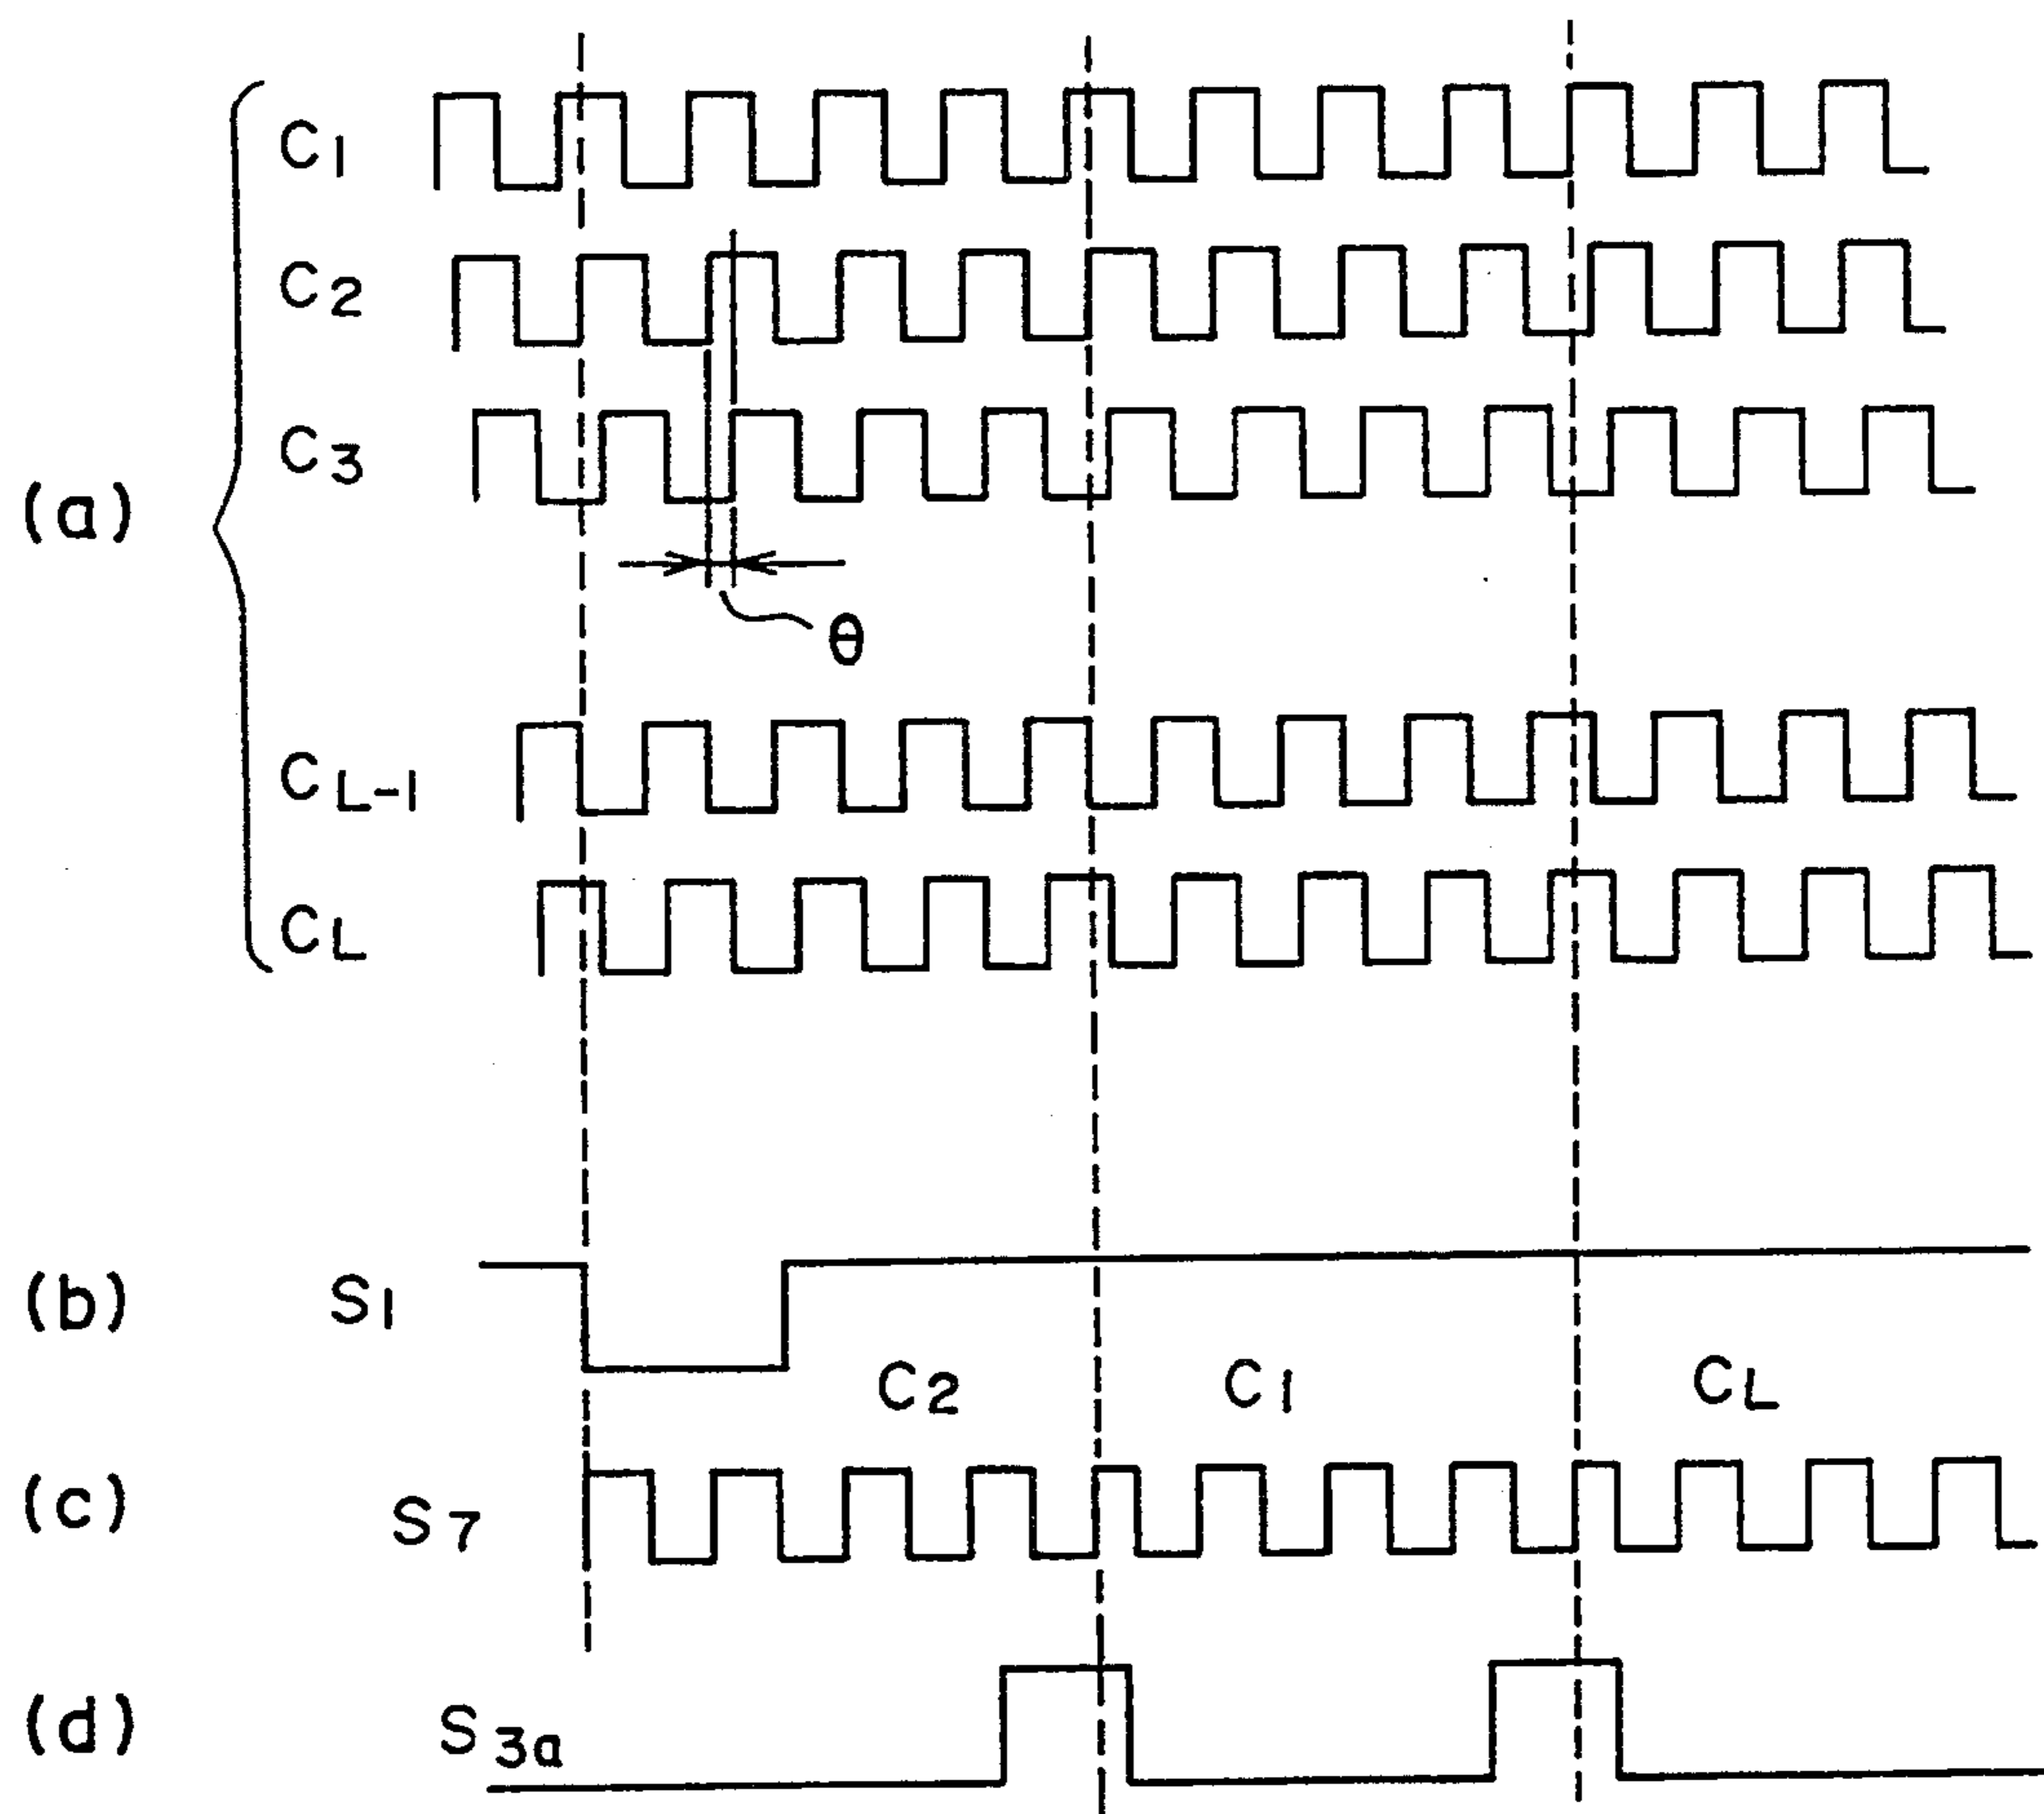 C1
C2
C3
(a)
θ
CL-1
CL
(b) S1
C2 C1 CL
(c) S7
(d) S3a